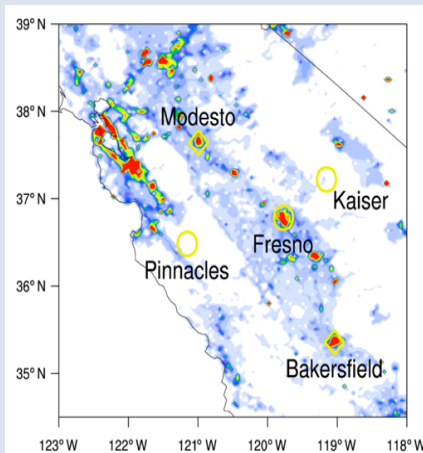 39° N
38° N
37° N
36° N
35° N
Modesto
Kaiser
Fresno
Pinnacles
Bakersfield
123° W 122° W 121° W 120° W 119° W 118° W